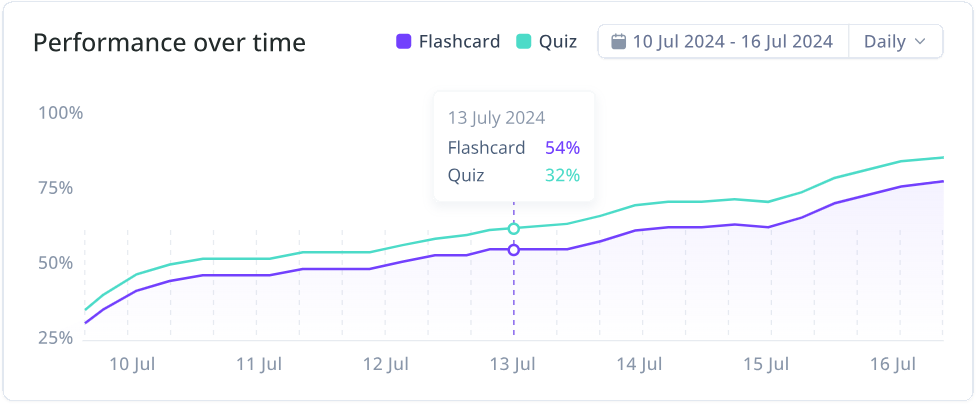 Performance over time
Flashcard
Quiz
10 Jul 2024 - 16 Jul 2024
Daily
100%
75%
50%
25%
13 July 2024
Flashcard 54%
Quiz 32%
10 Jul 11 Jul 12 Jul 13 Jul 14 Jul 15 Jul 16 Jul